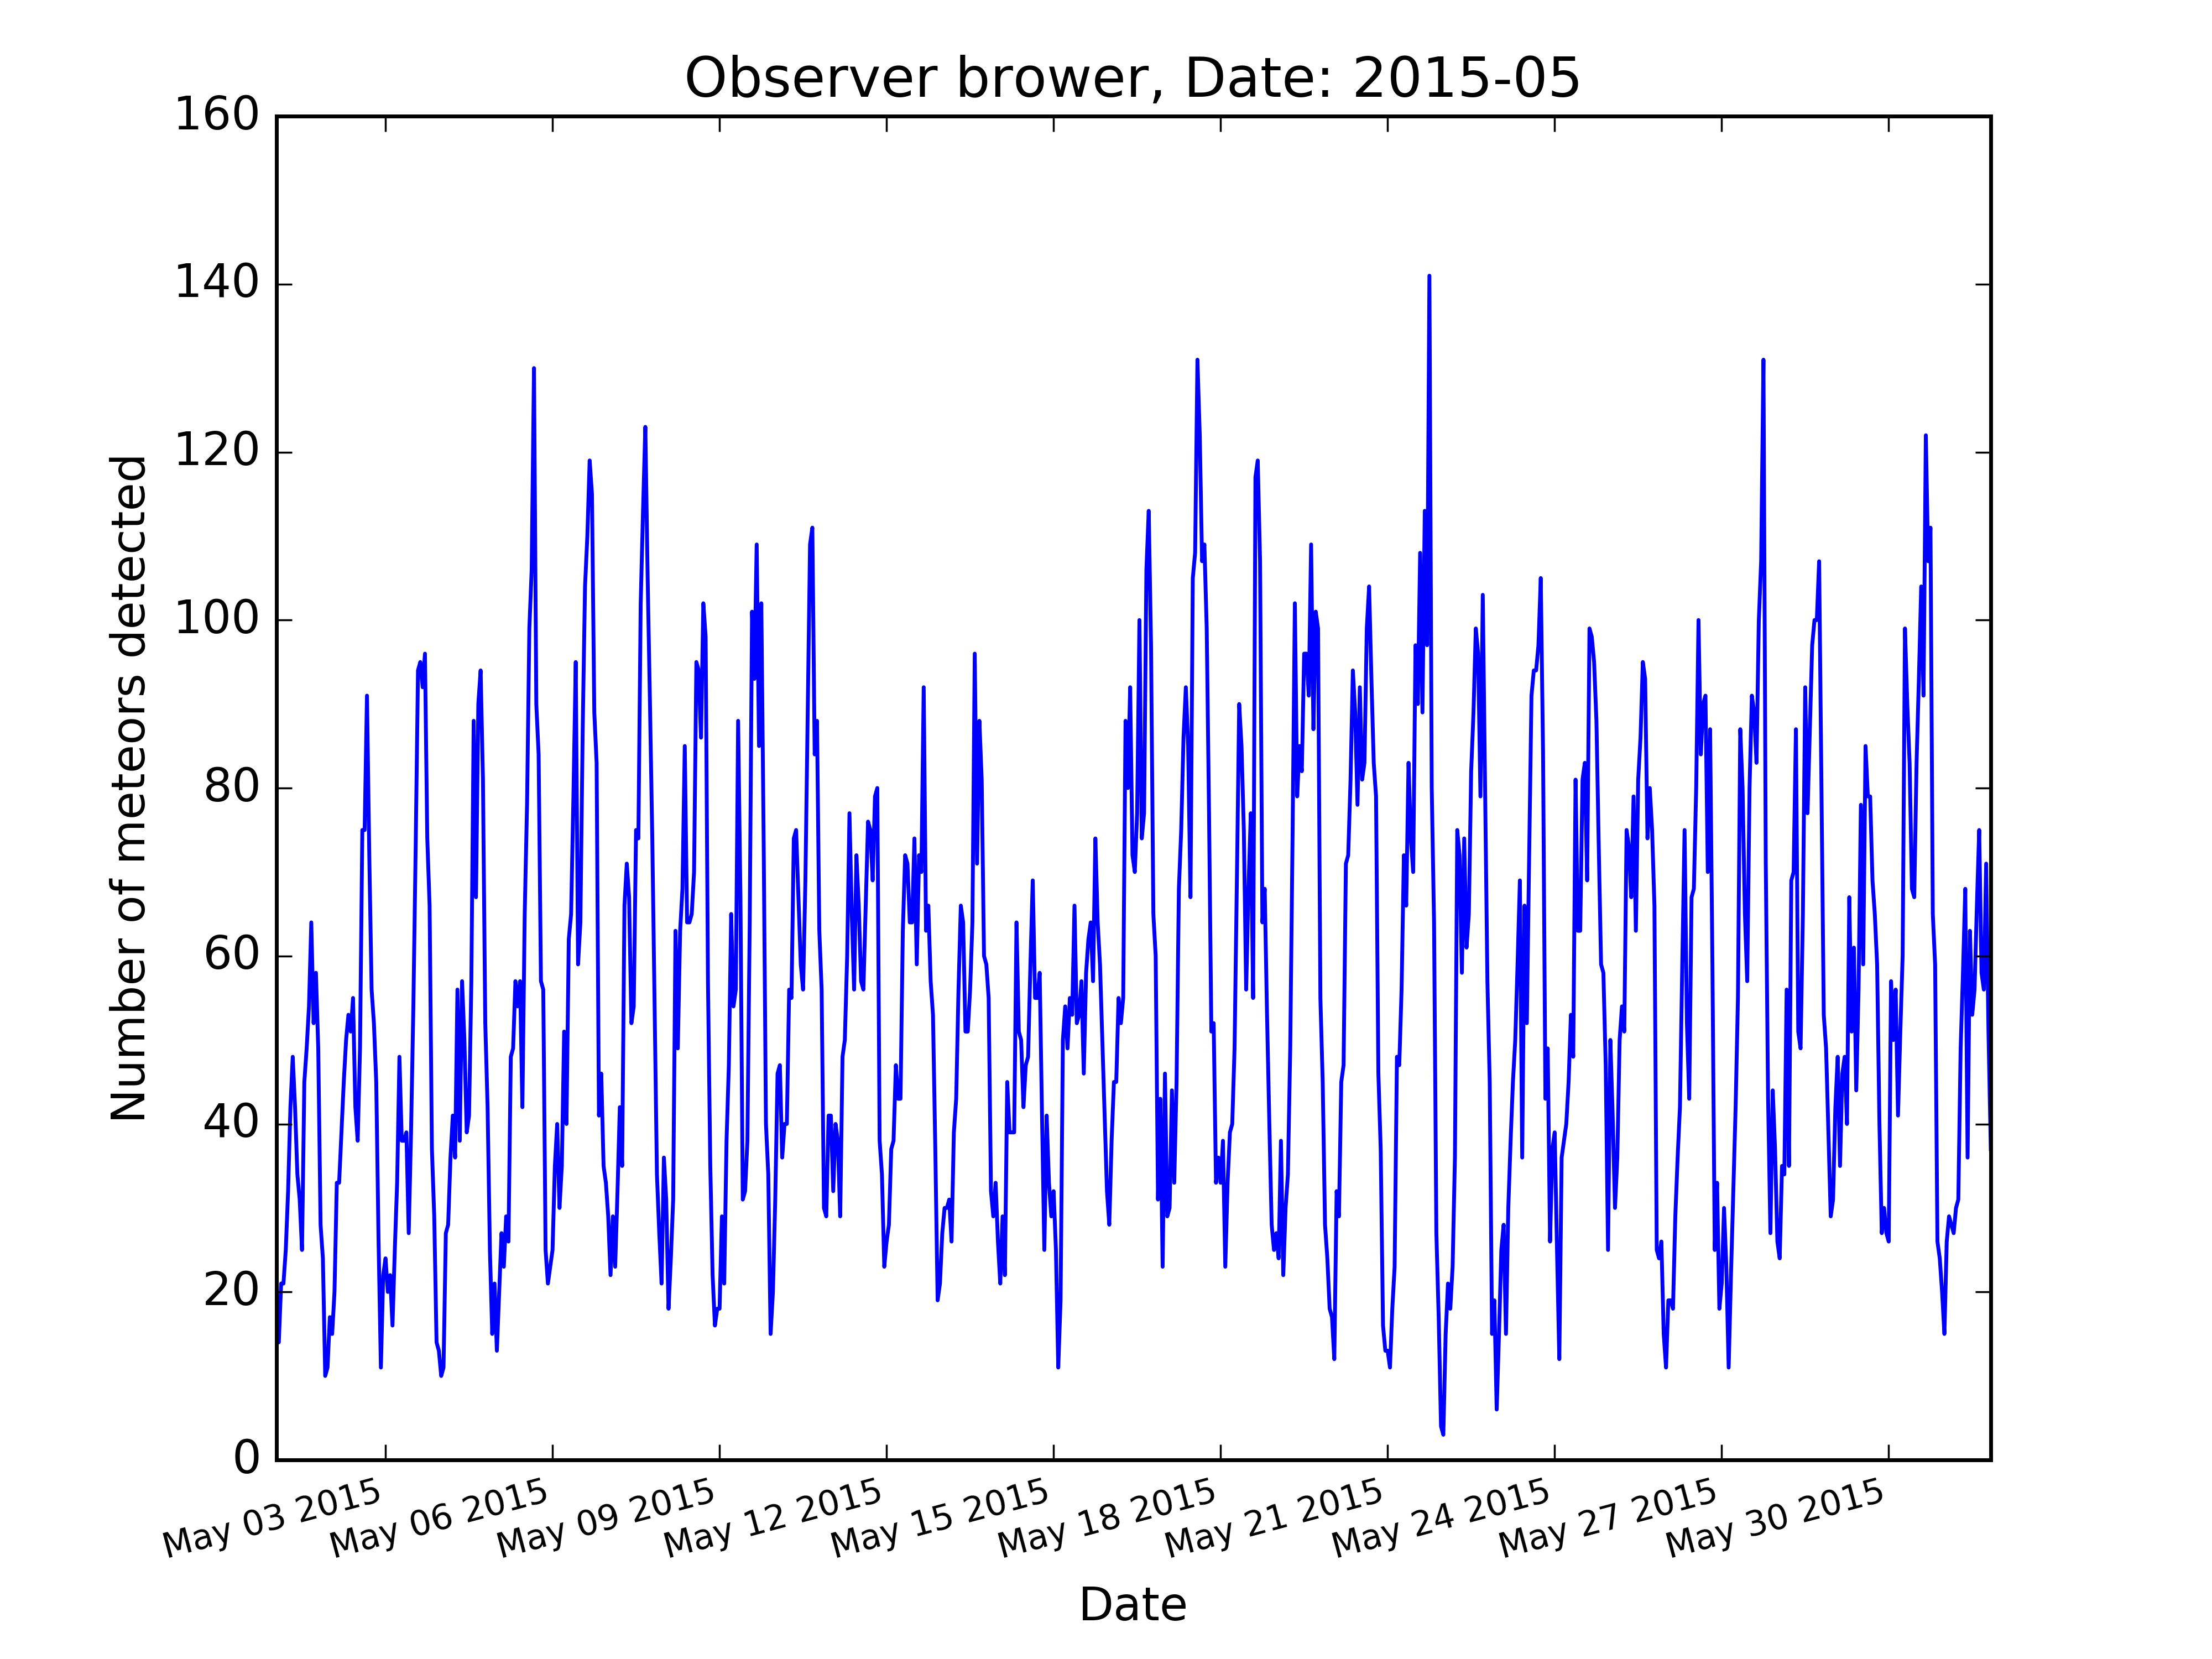 Observer brower, Date: 2015-05
160
140
120
100
80
60
40
20
0
Number of meteors detected
May 03 2015
May 06 2015
May 09 2015
May 12 2015
May 15 2015
May 18 2015
May 21 2015
May 24 2015
May 27 2015
May 30 2015
Date